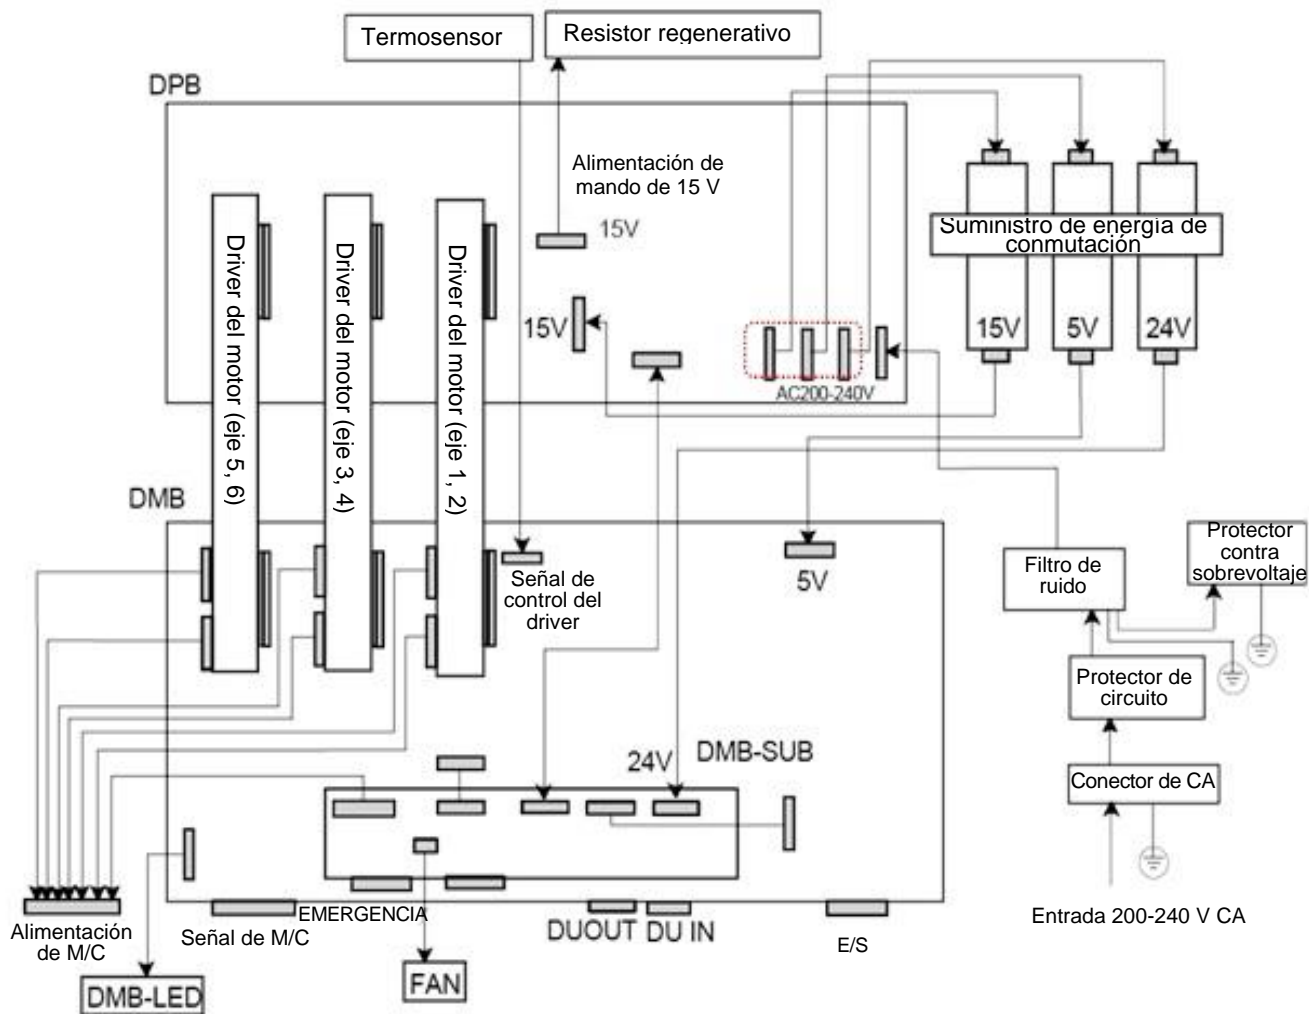 Termosensor
Resistor regenerativo
DPB
Alimentación de
mando de 15 V
15V
15V
Suministro de energía de
conmutación
15V
5V
24V
AC200-240V
Driver del motor (eje 5, 6)
Driver del motor (eje 3, 4)
Driver del motor (eje 1, 2)
DMB
Señal de
control del
driver
5V
Filtro de
ruido
Protector
contra
sobrevoltaje
Protector de
circuito
24V
DMB-SUB
Conector de CA
Entrada 200-240 V CA
Alimentación
de M/C
Señal de M/C
EMERGENCIA
DUOUT
DU IN
E/S
DMB-LED
FAN